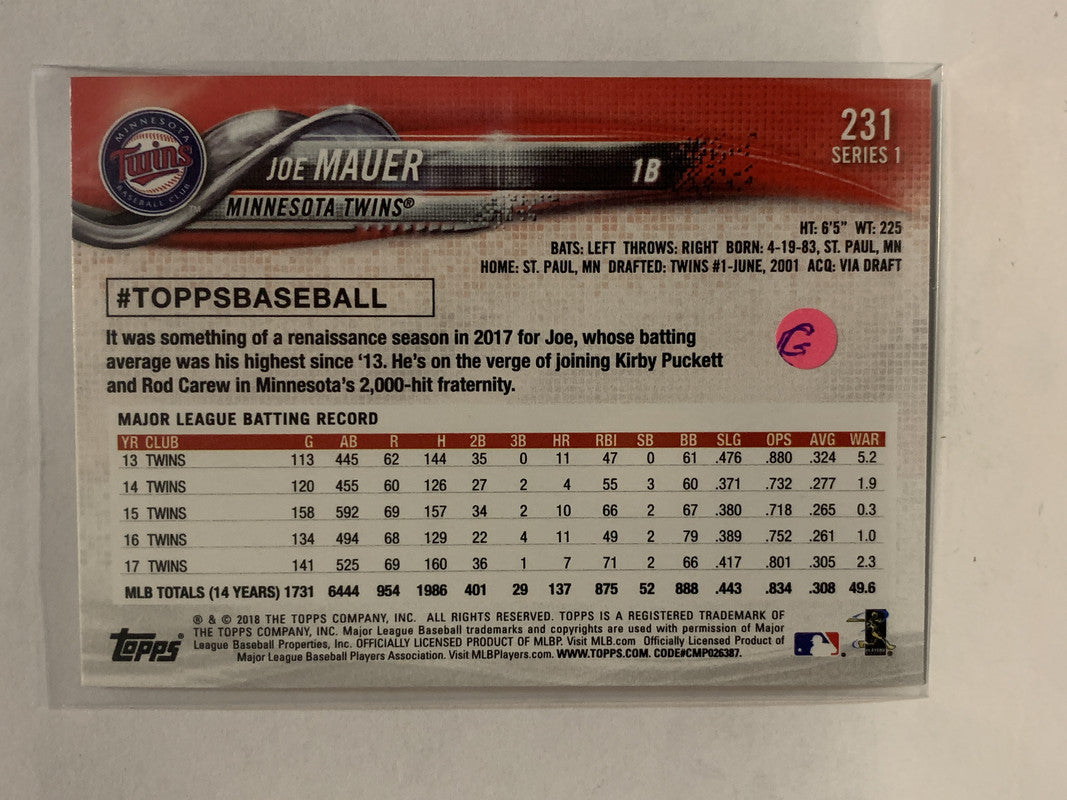 MINNESOTA
Twins
BASEBALL CLUB
JOE MAUER
1B
MINNESOTA TWINS®
231
SERIES 1
HT: 6'5" WT: 225
BATS: LEFT THROWS: RIGHT BORN: 4-19-83, ST. PAUL, MN
HOME: ST. PAUL, MN DRAFTED: TWINS #1-JUNE, 2001 ACQ: VIA DRAFT
#TOPPSBASEBALL
It was something of a renaissance season in 2017 for Joe, whose batting
average was his highest since '13. He's on the verge of joining Kirby Puckett
and Rod Carew in Minnesota's 2,000-hit fraternity.
G
MAJOR LEAGUE BATTING RECORD
YR CLUB G AB R H 2B 3B HR RBI SB BB SLG OPS AVG WAR
13 TWINS 113 445 62 144 35 0 11 47 0 61 .476 .880 .324 5.2
14 TWINS 120 455 60 126 27 2 4 55 3 60 .371 .732 .277 1.9
15 TWINS 158 592 69 157 34 2 10 66 2 67 .380 .718 .265 0.3
16 TWINS 134 494 68 129 22 4 11 49 2 79 .389 .752 .261 1.0
17 TWINS 141 525 69 160 36 1 7 71 2 66 .417 .801 .305 2.3
MLB TOTALS (14 YEARS) 1731 6444 954 1986 401 29 137 875 52 888 .443 .834 .308 49.6
Topps®
® & © 2018 THE TOPPS COMPANY, INC. ALL RIGHTS RESERVED. TOPPS IS A REGISTERED TRADEMARK OF
THE TOPPS COMPANY, INC. Major League Baseball trademarks and copyrights are used with permission of Major
League Baseball Properties, Inc. OFFICIALLY LICENSED PRODUCT OF MLBP. Visit MLB.com Officially Licensed Product of
Major League Baseball Players Association. Visit MLBPlayers.com. WWW.TOPPS.COM. CODE#CMP026387.